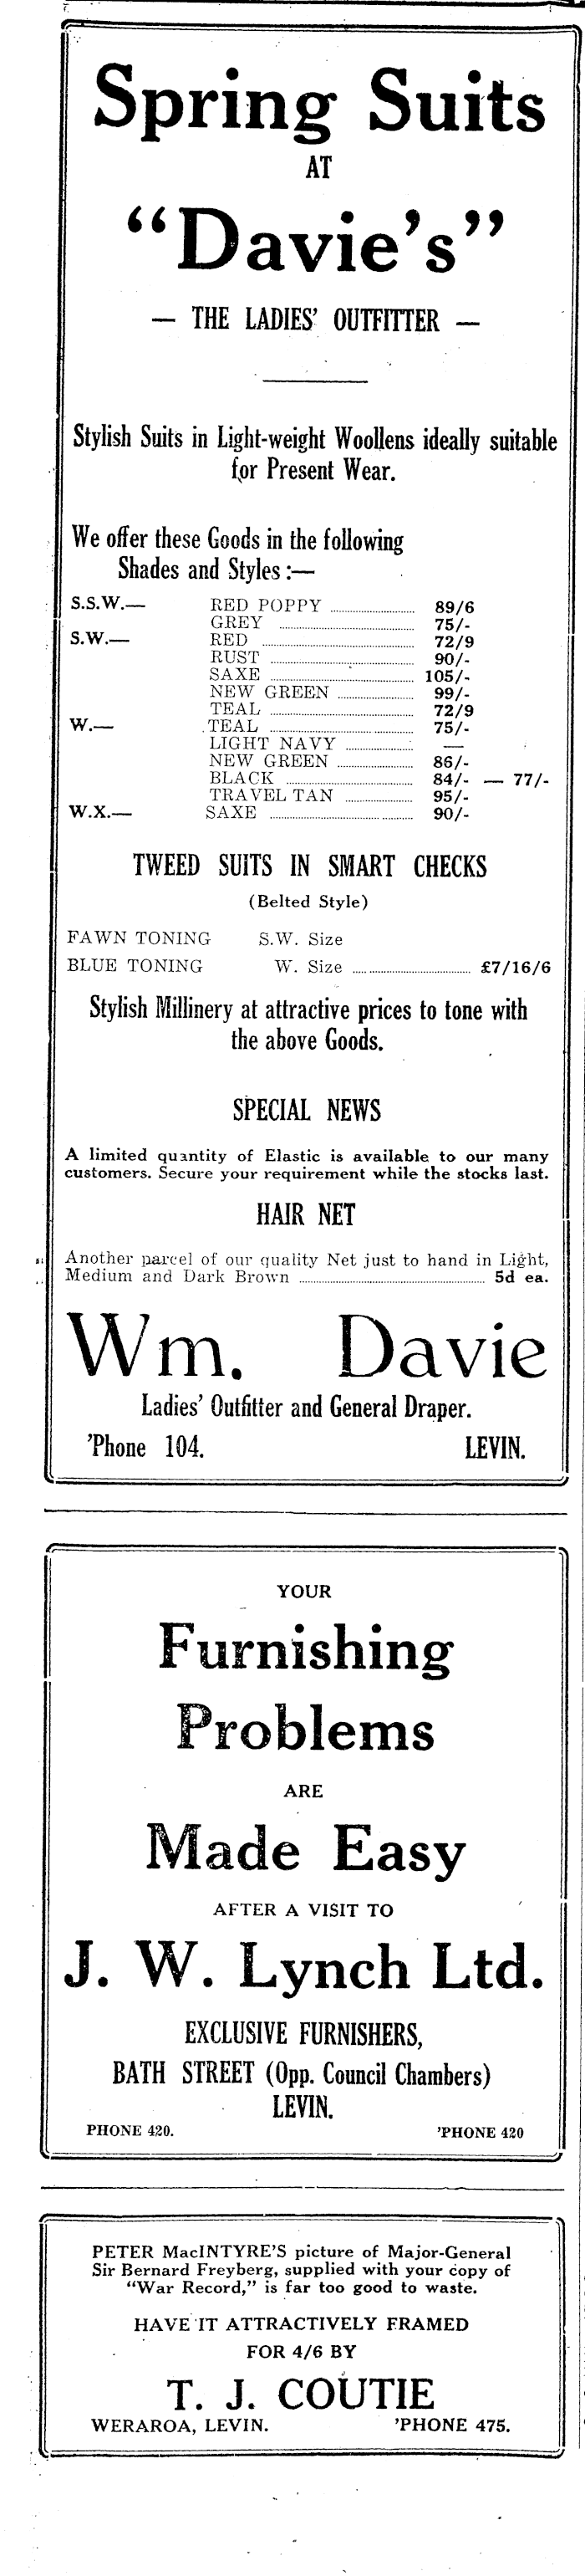 Spring Suits
AT
“Davie’s”
— THE LADIES’ OUTFITTER —
Stylish Suits in Light-weight Woollens ideally suitable
for Present Wear.
We offer these Goods in the following
Shades and Styles :—
S.S.W.— RED POPPY ........ 89/6
GREY ........ 75/-
S.W.— RED ........ 72/9
RUST ........ 90/-
SAXE ........ 105/-
NEW GREEN ........ 99/-
TEAL ........ 72/9
W.— TEAL ........ 75/-
LIGHT NAVY ........ —
NEW GREEN ........ 86/-
BLACK ........ 84/- — 77/-
TRAVEL TAN ........ 95/-
W.X.— SAXE ........ 90/-
TWEED SUITS IN SMART CHECKS
(Belted Style)
FAWN TONING S.W. Size
BLUE TONING W. Size ........ £7/16/6
Stylish Millinery at attractive prices to tone with
the above Goods.
SPECIAL NEWS
A limited quantity of Elastic is available to our many
customers. Secure your requirement while the stocks last.
HAIR NET
Another parcel of our quality Net just to hand in Light,
Medium and Dark Brown ........ 5d ea.
Wm. Davie
Ladies’ Outfitter and General Draper.
’Phone 104. LEVIN.
YOUR
Furnishing
Problems
ARE
Made Easy
AFTER A VISIT TO
J. W. Lynch Ltd.
EXCLUSIVE FURNISHERS,
BATH STREET (Opp. Council Chambers)
LEVIN.
PHONE 420. ’PHONE 420
PETER MacINTYRE’S picture of Major-General
Sir Bernard Freyberg, supplied with your copy of
“War Record,” is far too good to waste.
HAVE IT ATTRACTIVELY FRAMED
FOR 4/6 BY
T. J. COUTIE
WERAROA, LEVIN. ’PHONE 475.